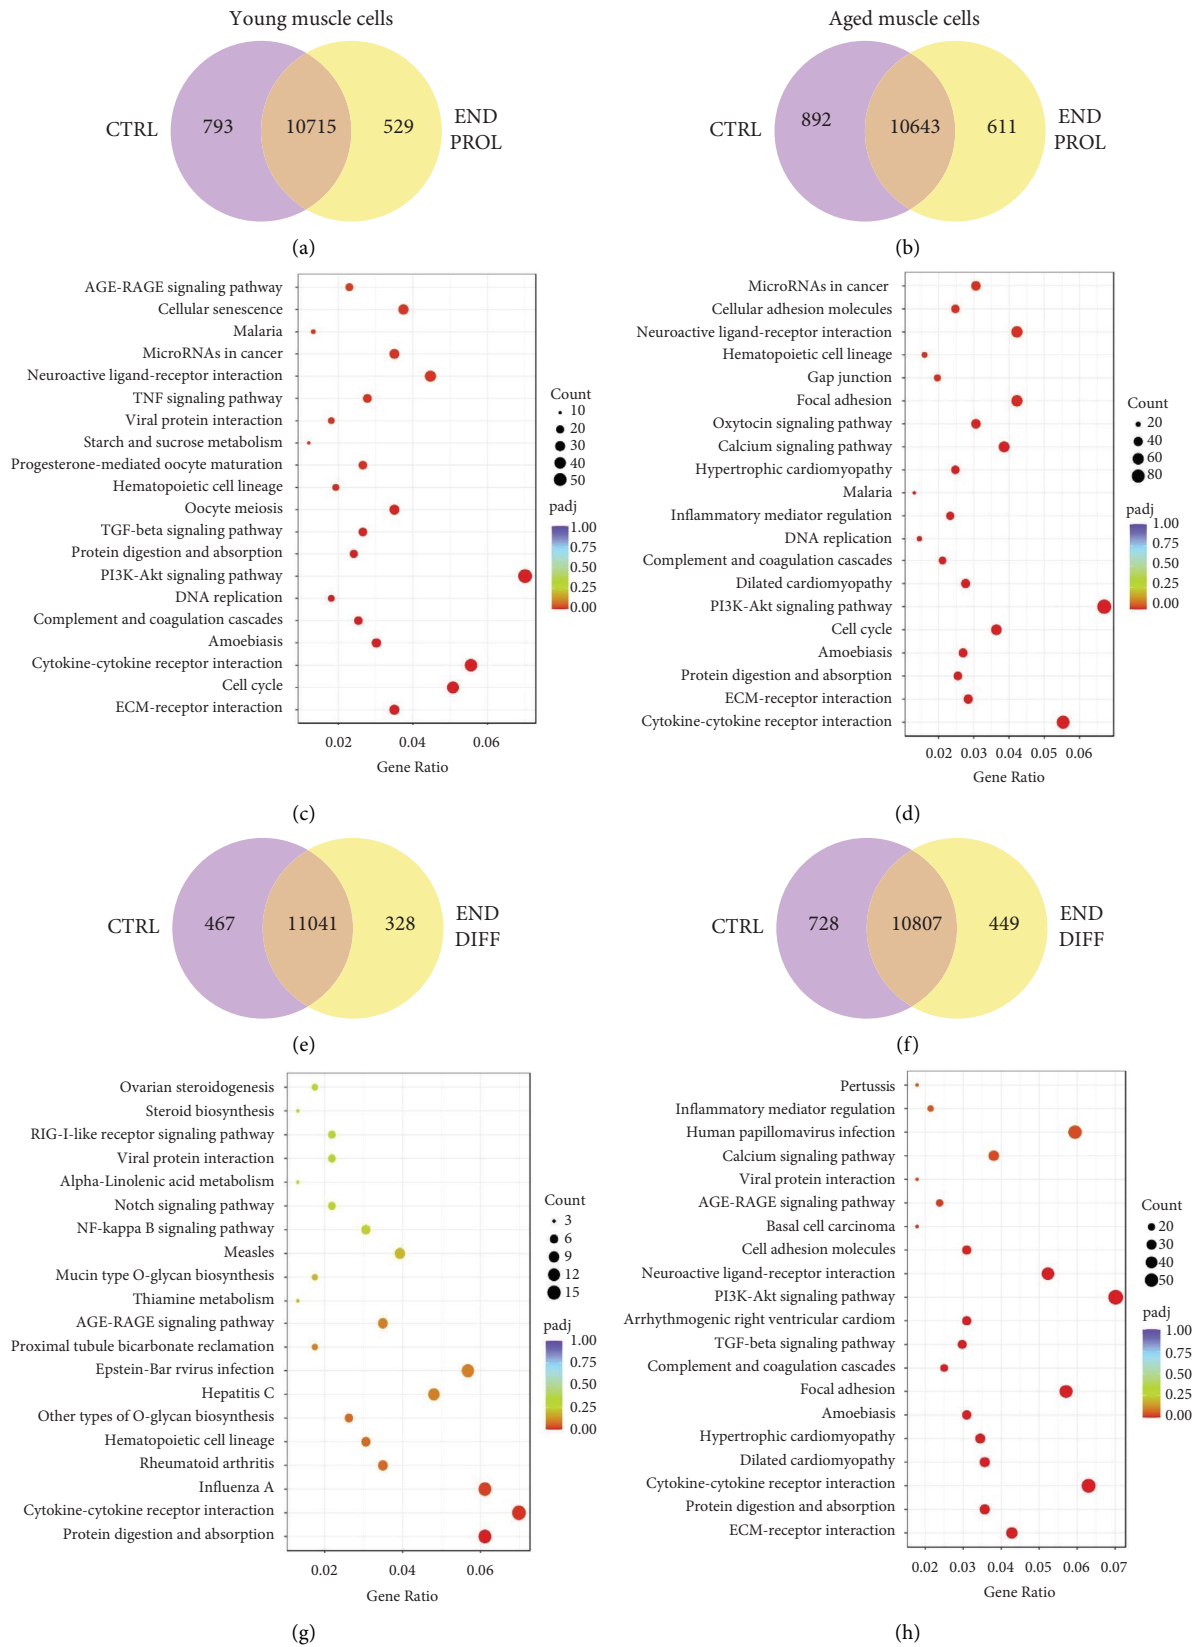 Young muscle cells
Aged muscle cells
CTRL
793
10715
529
END
PROL
CTRL
892
10643
611
END
PROL
(a)
(b)
AGE-RAGE signaling pathway
Cellular senescence
Malaria
MicroRNAs in cancer
Neuroactive ligand-receptor interaction
TNF signaling pathway
Viral protein interaction
Starch and sucrose metabolism
Progesterone-mediated oocyte maturation
Hematopoietic cell lineage
Oocyte meiosis
TGF-beta signaling pathway
Protein digestion and absorption
PI3K-Akt signaling pathway
DNA replication
Complement and coagulation cascades
Amoebiasis
Cytokine-cytokine receptor interaction
Cell cycle
ECM-receptor interaction
0.02 0.04 0.06
Gene Ratio
Count
10
20
30
40
50
padj
1.00
0.75
0.50
0.25
0.00
(c)
MicroRNAs in cancer
Cellular adhesion molecules
Neuroactive ligand-receptor interaction
Hematopoietic cell lineage
Gap junction
Focal adhesion
Oxytocin signaling pathway
Calcium signaling pathway
Hypertrophic cardiomyopathy
Malaria
Inflammatory mediator regulation
DNA replication
Complement and coagulation cascades
Dilated cardiomyopathy
PI3K-Akt signaling pathway
Cell cycle
Amoebiasis
Protein digestion and absorption
ECM-receptor interaction
Cytokine-cytokine receptor interaction
0.02 0.03 0.04 0.05 0.06
Gene Ratio
Count
20
40
60
80
padj
1.00
0.75
0.50
0.25
0.00
(d)
CTRL
467
11041
328
END
DIFF
CTRL
728
10807
449
END
DIFF
(e)
(f)
Ovarian steroidogenesis
Steroid biosynthesis
RIG-I-like receptor signaling pathway
Viral protein interaction
Alpha-Linolenic acid metabolism
Notch signaling pathway
NF-kappa B signaling pathway
Measles
Mucin type O-glycan biosynthesis
Thiamine metabolism
AGE-RAGE signaling pathway
Proximal tubule bicarbonate reclamation
Epstein-Bar rvirus infection
Hepatitis C
Other types of O-glycan biosynthesis
Hematopoietic cell lineage
Rheumatoid arthritis
Influenza A
Cytokine-cytokine receptor interaction
Protein digestion and absorption
0.02 0.04 0.06
Gene Ratio
Count
3
6
9
12
15
padj
1.00
0.75
0.50
0.25
0.00
(g)
Pertussis
Inflammatory mediator regulation
Human papillomavirus infection
Calcium signaling pathway
Viral protein interaction
AGE-RAGE signaling pathway
Basal cell carcinoma
Cell adhesion molecules
Neuroactive ligand-receptor interaction
PI3K-Akt signaling pathway
Arrhythmogenic right ventricular cardiom
TGF-beta signaling pathway
Complement and coagulation cascades
Focal adhesion
Amoebiasis
Hypertrophic cardiomyopathy
Dilated cardiomyopathy
Cytokine-cytokine receptor interaction
Protein digestion and absorption
ECM-receptor interaction
0.02 0.03 0.04 0.05 0.06 0.07
Gene Ratio
Count
20
30
40
50
padj
1.00
0.75
0.50
0.25
0.00
(h)